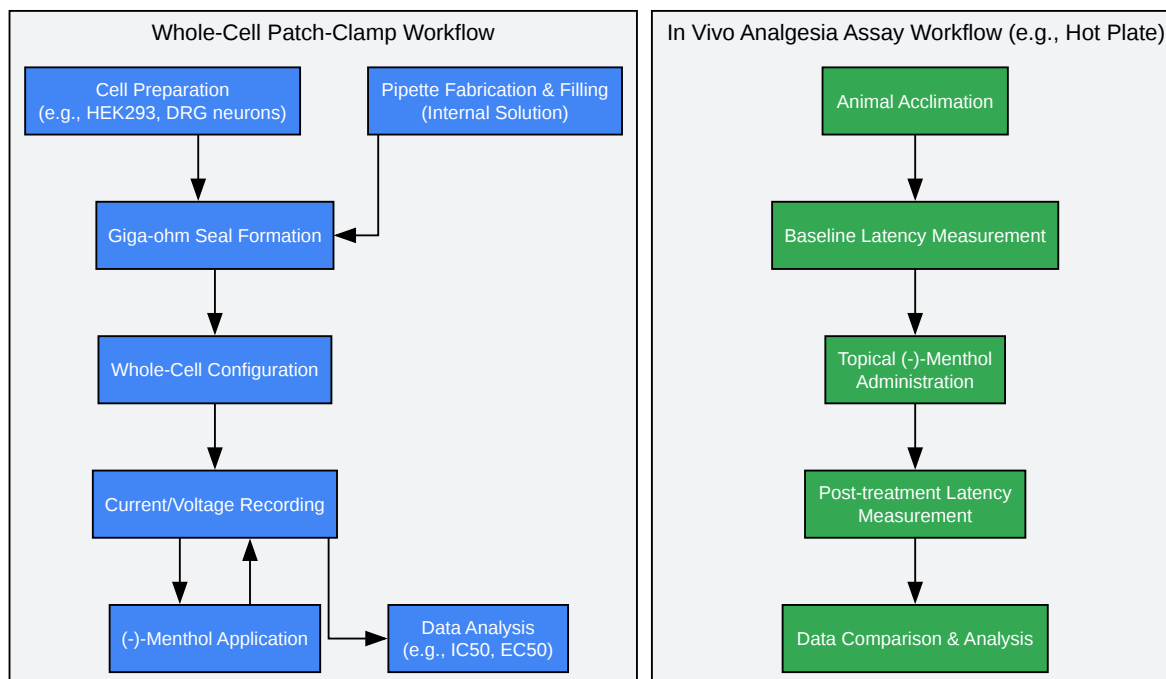 Whole-Cell Patch-Clamp Workflow
Cell Preparation
(e.g., HEK293, DRG neurons)
Pipette Fabrication & Filling
(Internal Solution)
Giga-ohm Seal Formation
Whole-Cell Configuration
Current/Voltage Recording
(-)-Menthol Application
Data Analysis
(e.g., IC50, EC50)
In Vivo Analgesia Assay Workflow (e.g., Hot Plate)
Animal Acclimation
Baseline Latency Measurement
Topical (-)-Menthol
Administration
Post-treatment Latency
Measurement
Data Comparison & Analysis